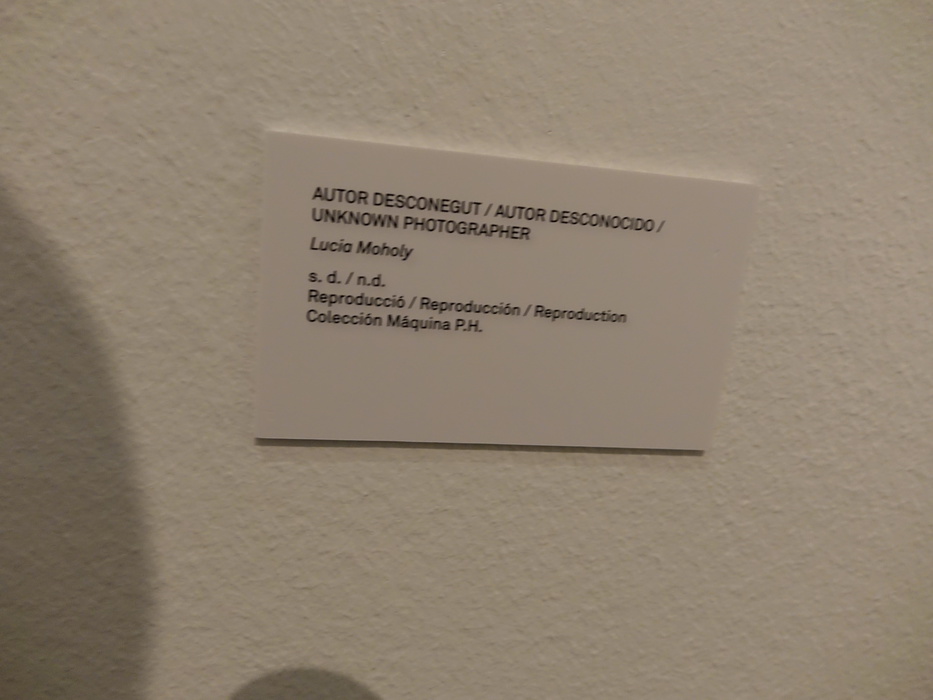 AUTOR DESCONEGUT / AUTOR DESCONOCIDO /
UNKNOWN PHOTOGRAPHER
Lucia Moholy
s. d. / n.d.
Reproducció / Reproducción / Reproduction
Colección Máquina P.H.